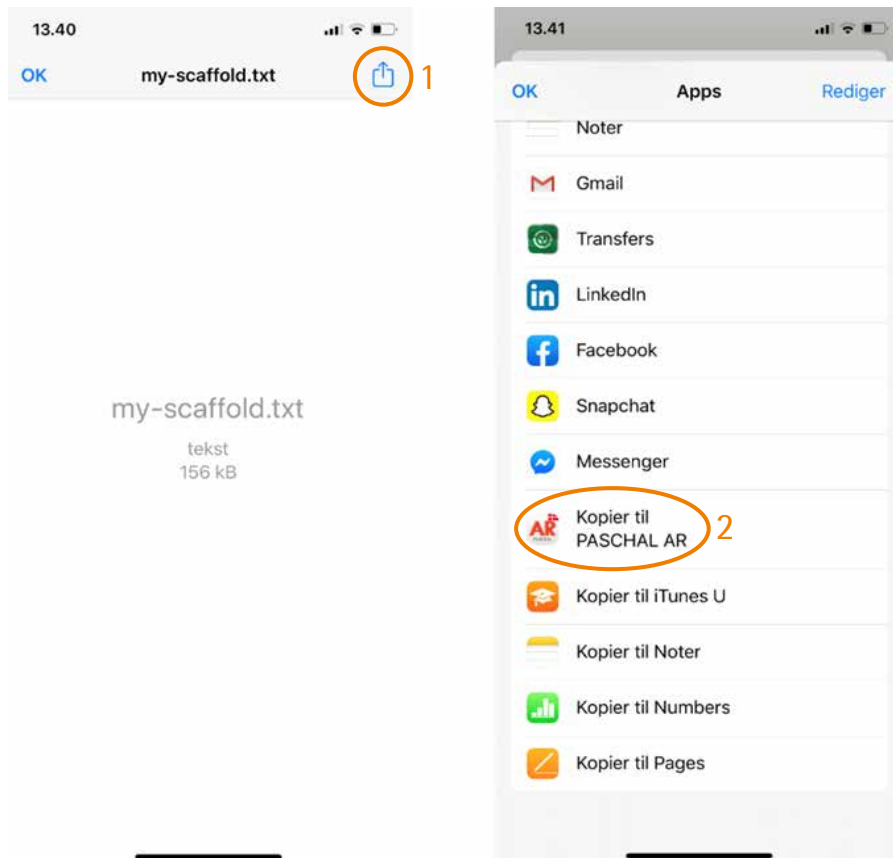 13.40
OK my-scaffold.txt 1
my-scaffold.txt
tekst
156 kB
13.41
OK Apps Rediger
Noter
Gmail
Transfers
in LinkedIn
Facebook
Snapchat
Messenger
AR Kopier til
PASCHAL AR 2
Kopier til iTunes U
Kopier til Noter
Kopier til Numbers
Kopier til Pages